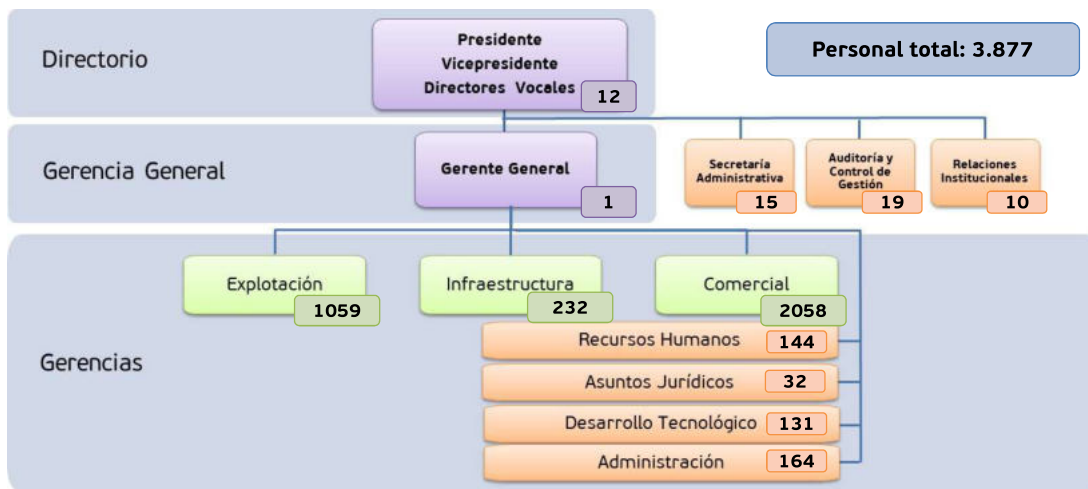 Directorio
Presidente
Vicepresidente
Directores Vocales
12
Personal total: 3.877
Gerencia General
Gerente General
1
Secretaría
Administrativa
15
Auditoría y
Control de
Gestión
19
Relaciones
Institucionales
10
Explotación
1059
Infraestructura
232
Comercial
2058
Gerencias
Recursos Humanos 144
Asuntos Jurídicos 32
Desarrollo Tecnológico 131
Administración 164